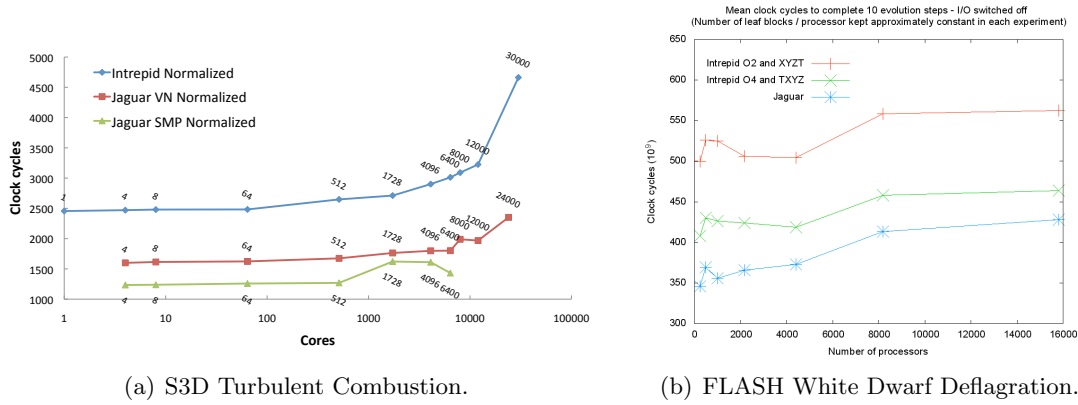 5000
4500
4000
3500
3000
2500
2000
1500
1000
Clock cycles
Intrepid Normalized
Jaguar VN Normalized
Jaguar SMP Normalized
1
4
8
64
512
1728
4096
6400
8000
12000
30000
4
8
64
512
1728
4096
6400
8000
12000
24000
4
8
64
512
1728
4096
6400
1 10 100 1000 10000 100000
Cores
(a) S3D Turbulent Combustion.
Mean clock cycles to complete 10 evolution steps - I/O switched off
(Number of leaf blocks / processor kept approximately constant in each experiment)
650
600
550
500
450
400
350
300
Clock cycles (10^9)
Intrepid O2 and XYZT
Intrepid O4 and TXYZ
Jaguar
0 2000 4000 6000 8000 10000 12000 14000 16000
Number of processors
(b) FLASH White Dwarf Deflagration.